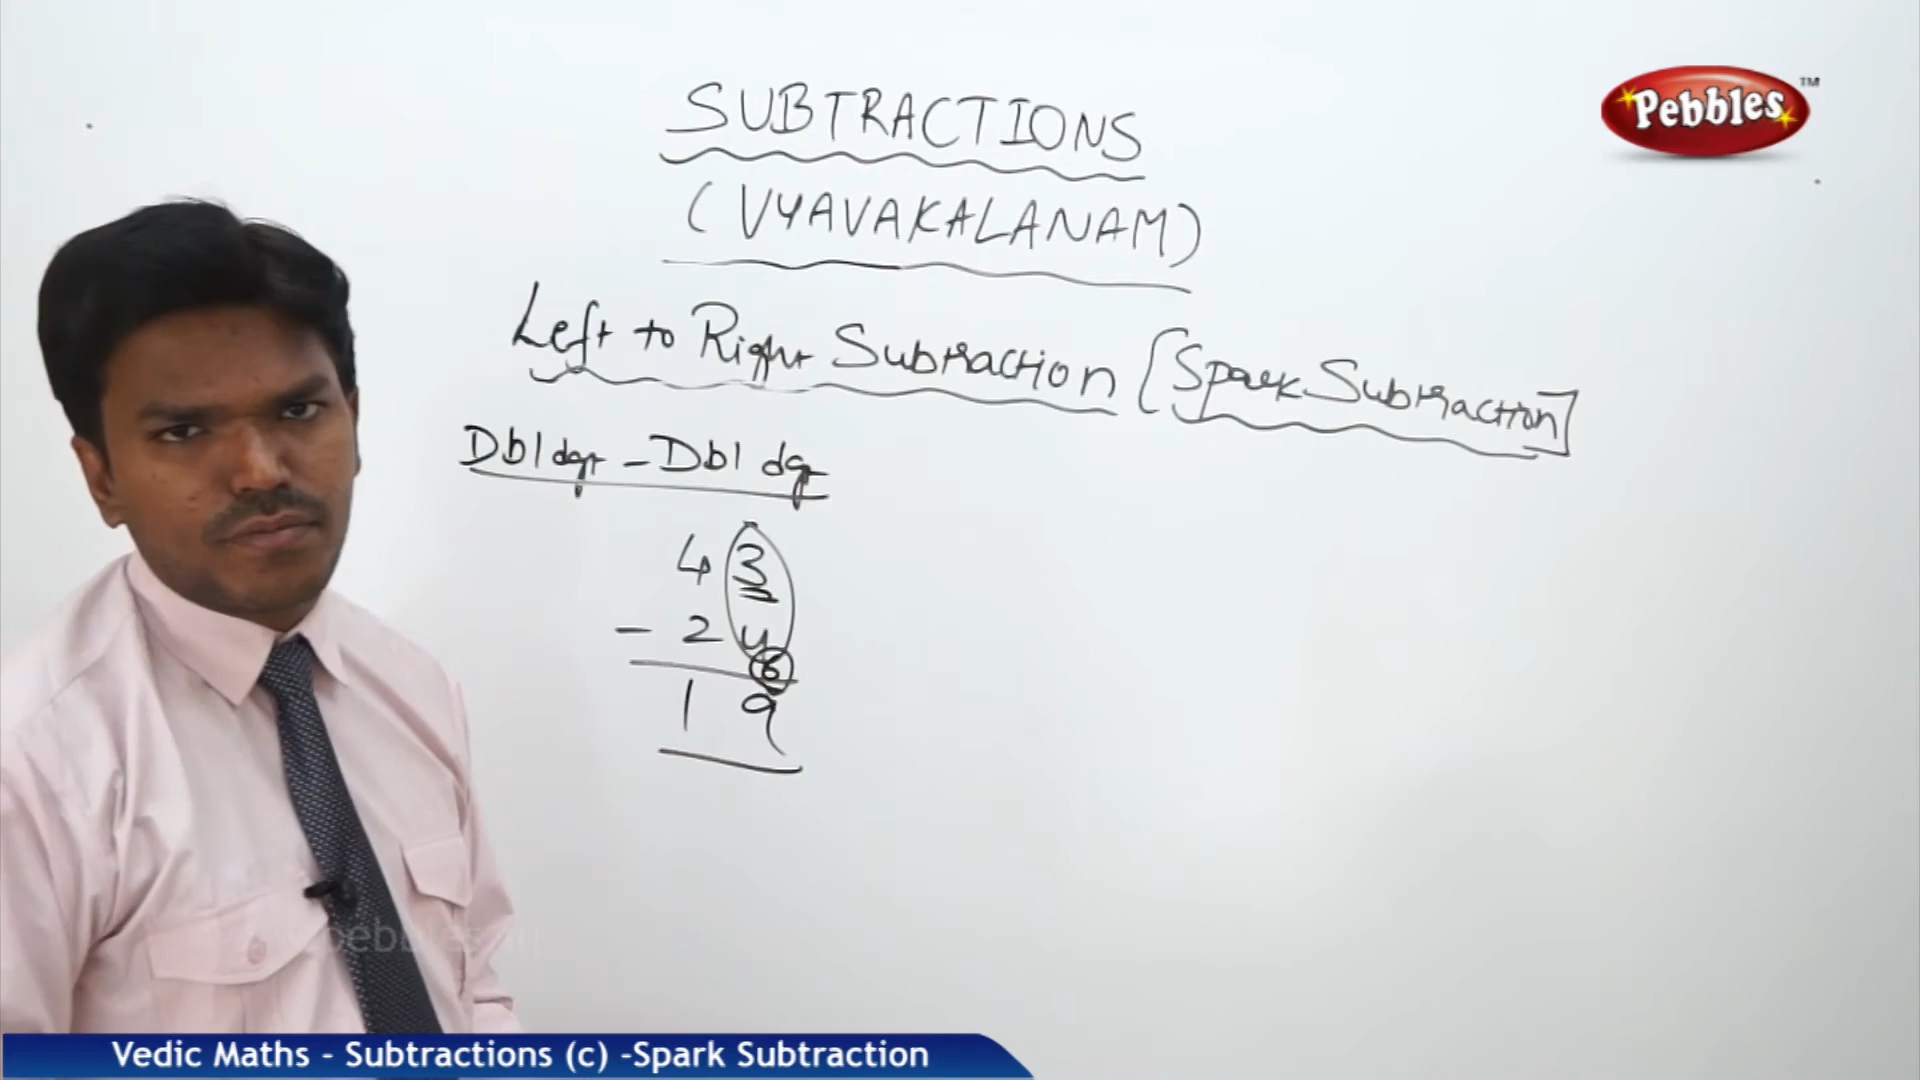 SUBTRACTIONS
(VYAVAKALANAM)
Left to Right Subtraction [Spark Subtraction]
Dbl dgt - Dbl dgt
4 3
- 2 4
6
1 9
Pebbles TM
Vedic Maths - Subtractions (c) -Spark Subtraction